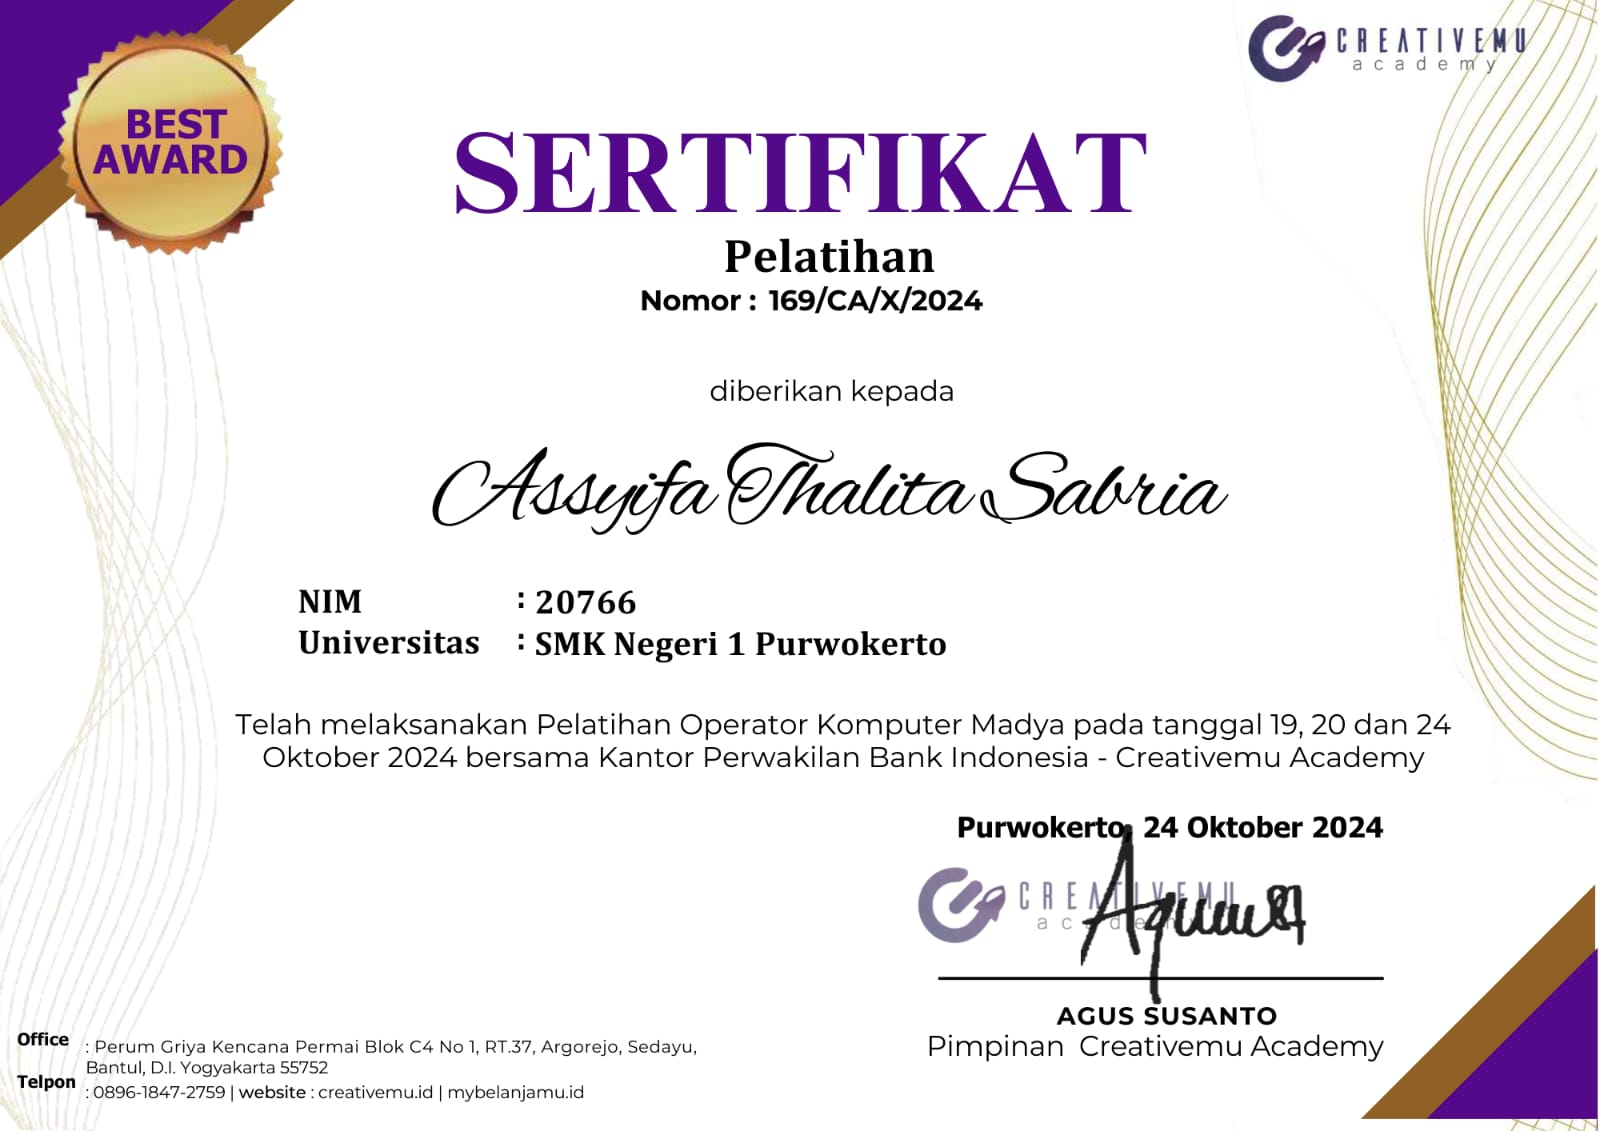 BEST
AWARD
CREATIVEMU
academy
SERTIFIKAT
Pelatihan
Nomor : 169/CA/X/2024
diberikan kepada
Assyifa Thalita Sabria
NIM : 20766
Universitas : SMK Negeri 1 Purwokerto
Telah melaksanakan Pelatihan Operator Komputer Madya pada tanggal 19, 20 dan 24
Oktober 2024 bersama Kantor Perwakilan Bank Indonesia - Creativemu Academy
Purwokerto, 24 Oktober 2024
CREATIVEMU
academy
AGUS SUSANTO
Pimpinan Creativemu Academy
Office : Perum Griya Kencana Permai Blok C4 No 1, RT.37, Argorejo, Sedayu,
Bantul, D.I. Yogyakarta 55752
Telpon : 0896-1847-2759 | website : creativemu.id | mybelanjamu.id